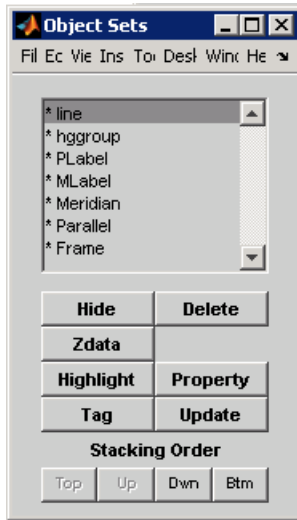 Object Sets
Fil Ec Vie Ins To Desk Winc He
* line
* hggroup
* PLabel
* MLabel
* Meridian
* Parallel
* Frame
Hide Delete
Zdata
Highlight Property
Tag Update
Stacking Order
Top Up Dwn Btm